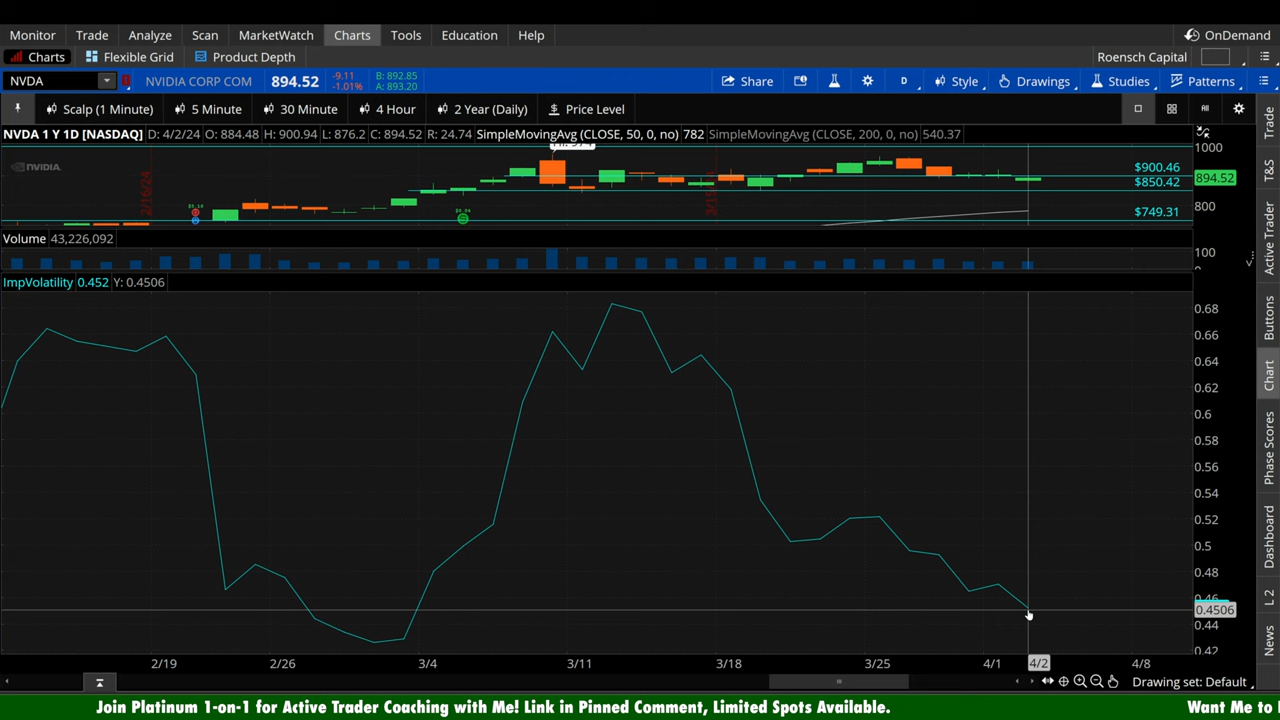 Monitor Trade Analyze Scan MarketWatch Charts Tools Education Help OnDemand
Charts Flexible Grid Product Depth Roensch Capital
NVDA NVIDIA CORP COM 894.52 -9.11 -1.01% B: 892.85 A: 893.20 Share D Style Drawings Studies Patterns
Scalp (1 Minute) 5 Minute 30 Minute 4 Hour 2 Year (Daily) Price Level
NVDA 1 Y 1D [NASDAQ] D: 4/2/24 O: 884.48 H: 900.94 L: 876.2 C: 894.52 R: 24.74 SimpleMovingAvg (CLOSE, 50, 0, no) 782 SimpleMovingAvg (CLOSE, 200, 0, no) 540.37
1000
NVIDIA.
$900.46
894.52
$850.42
2/16/24
800
$749.31
Volume 43,226,092
100
ImpVolatility 0.452 Y: 0.4506
0.68
0.66
0.64
0.62
0.6
0.58
0.56
0.54
0.52
0.5
0.48
0.46
0.4506
0.44
0.42
2/19 2/26 3/4 3/11 3/18 3/25 4/1 4/2 4/8
Drawing set: Default
Trade
T&S
Active Trader
Buttons
Chart
Phase Scores
Dashboard
L 2
News
Join Platinum 1-on-1 for Active Trader Coaching with Me! Link in Pinned Comment, Limited Spots Available. Want Me to